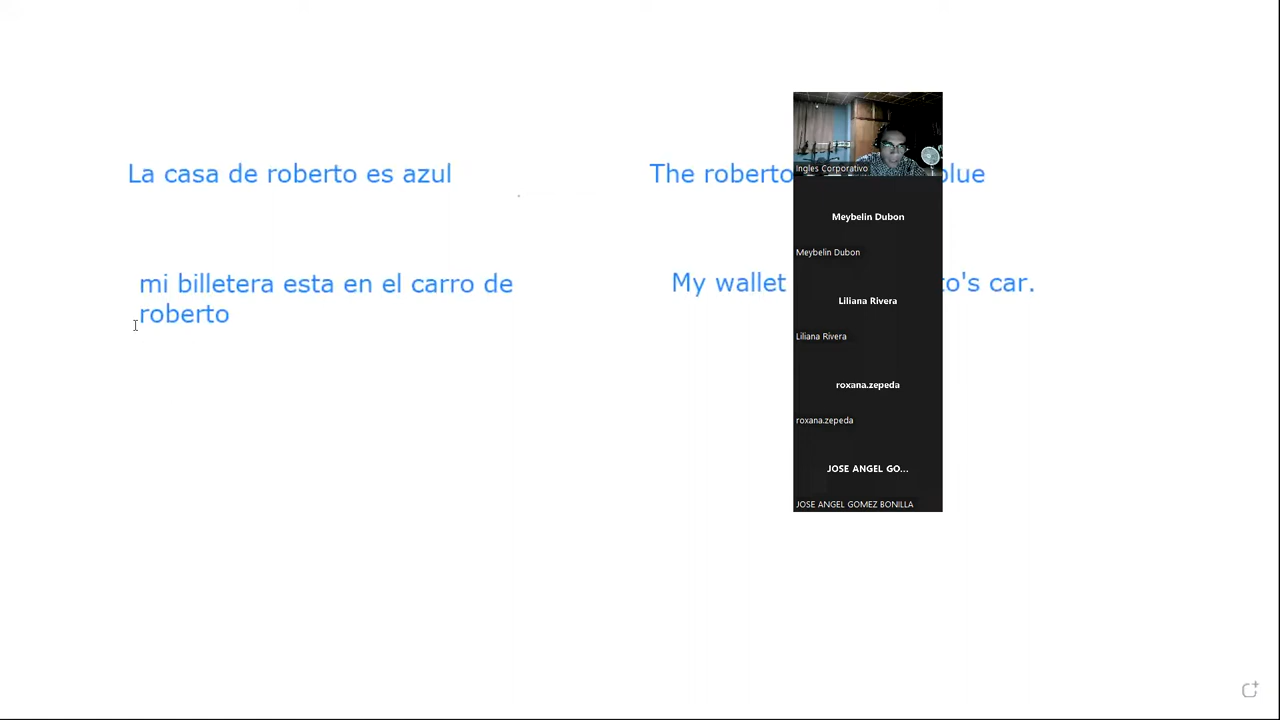 La casa de roberto es azul
The roberto blue
mi billetera esta en el carro de
roberto
My wallet 's car.
Ingles Corporativo
Meybelin Dubon
Meybelin Dubon
Liliana Rivera
Liliana Rivera
roxana.zepeda
roxana.zepeda
JOSE ANGEL GO...
JOSE ANGEL GOMEZ BONILLA